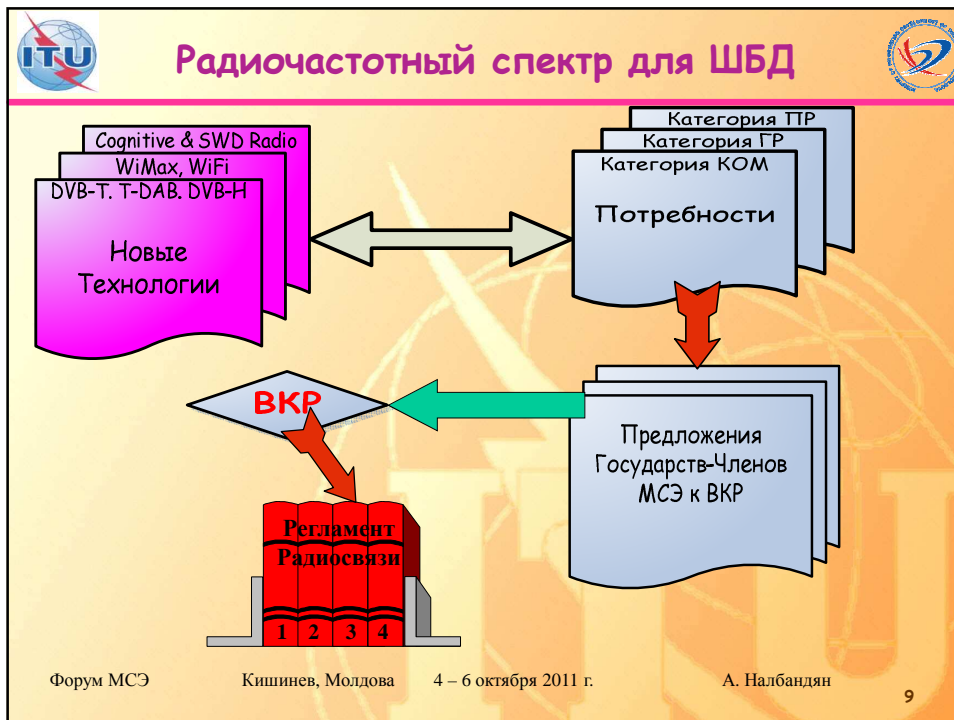 ITU
Радиочастотный спектр для ШБД
Cognitive & SWD Radio
WiMax, WiFi
DVB-T. T-DAB. DVB-H
Новые
Технологии
Категория ПР
Категория ГР
Категория КОМ
Потребности
ВКР
Предложения
Государств-Членов
МСЭ к ВКР
Регламент
Радиосвязи
1 2 3 4
Форум МСЭ Кишинев, Молдова 4 – 6 октября 2011 г. А. Налбандян
9